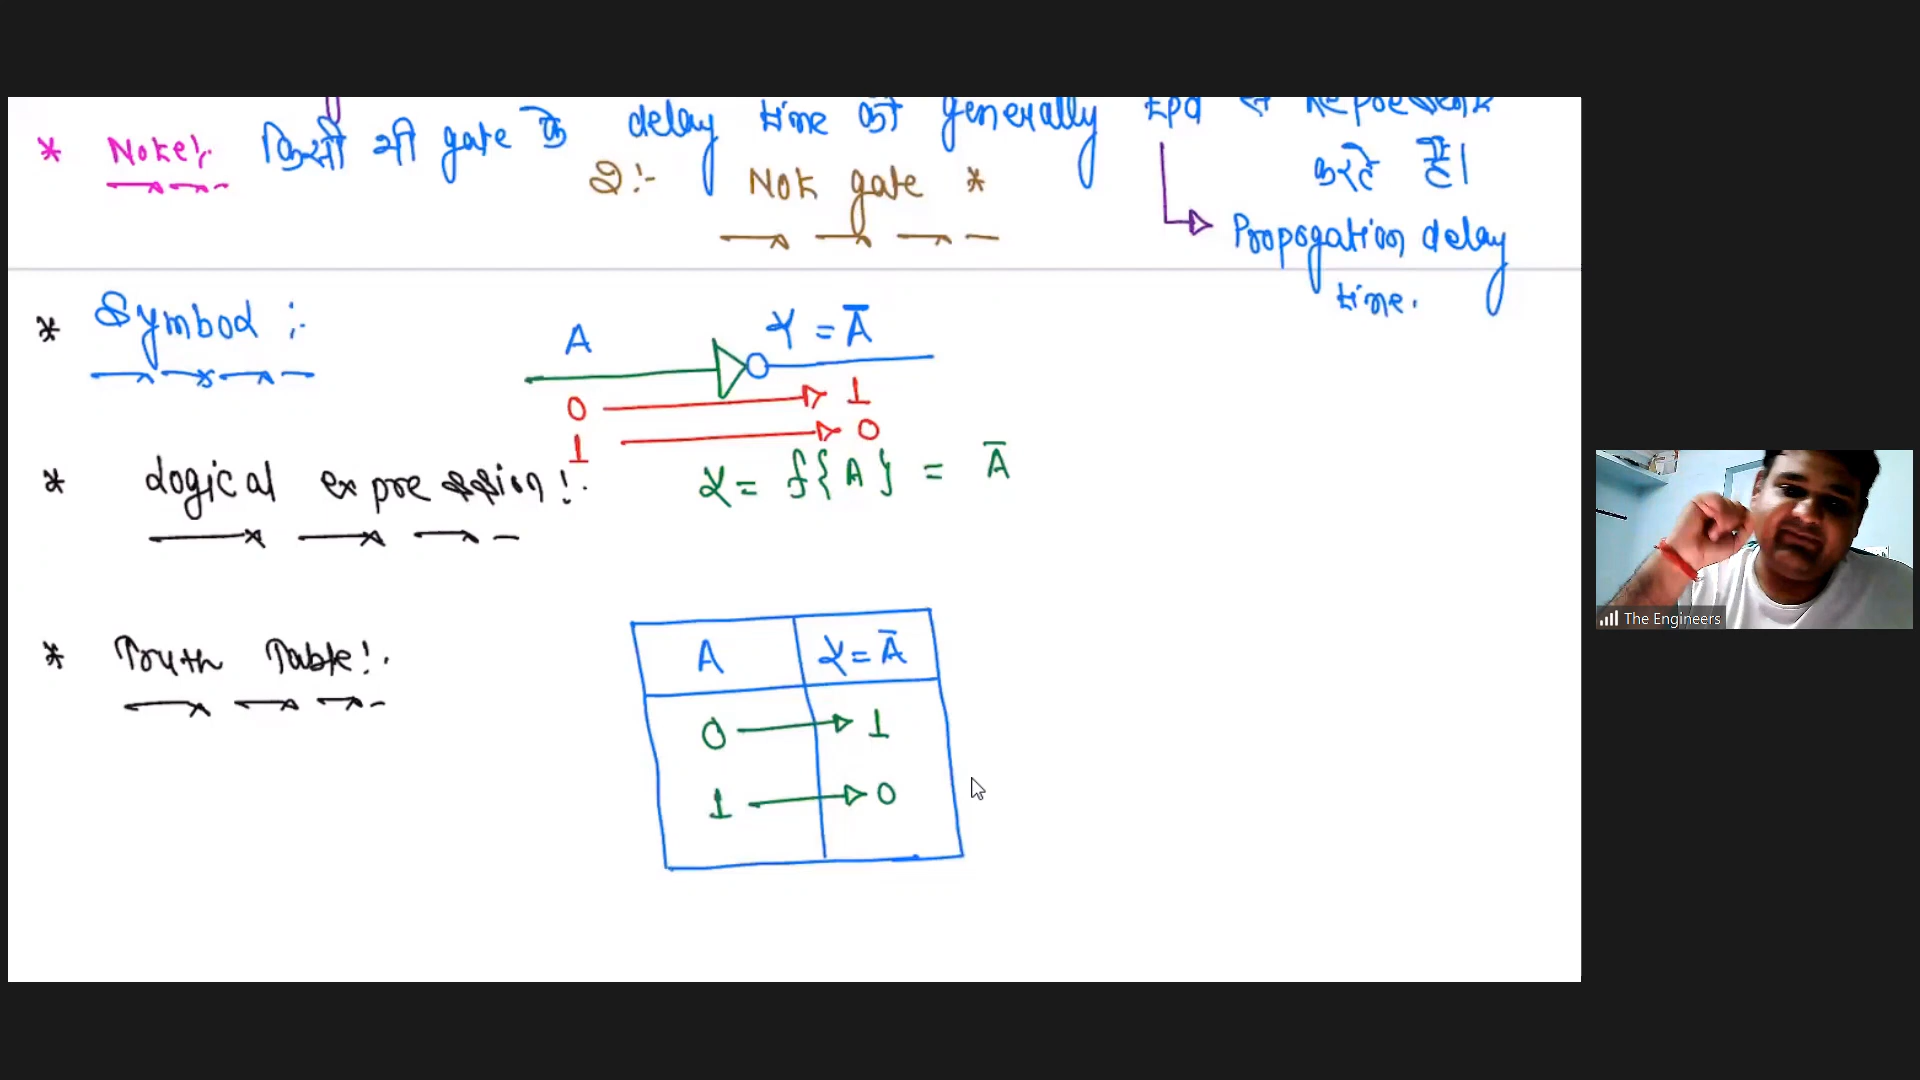 * Note:- किसी भी gate के delay time को generally tpd से Represent
करते हैं।
Propogation delay
time.
2:- Not gate *
* Symbol :-
A Y = A̅
0 → 1
1 → 0
* Logical expression :- Y = f{A} = A̅
* Truth Table :-
A Y = A̅
0 → 1
1 → 0
The Engineers